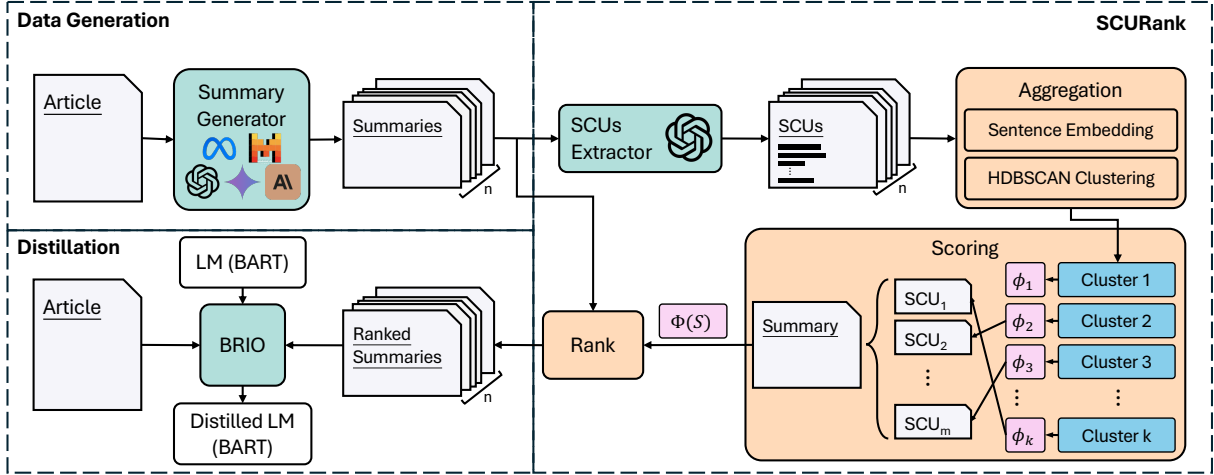 Data Generation
Article
Summary
Generator
A\
Summaries
n
SCURank
SCUs
Extractor
SCUs
n
Aggregation
Sentence Embedding
HDBSCAN Clustering
Distillation
Article
LM (BART)
BRIO
Distilled LM
(BART)
Ranked
Summaries
n
Rank
Φ(S)
Scoring
Summary
SCU₁
SCU₂
⋮
SCUₘ
ϕ₁
Cluster 1
ϕ₂
Cluster 2
ϕ₃
Cluster 3
⋮
⋮
ϕₖ
Cluster k